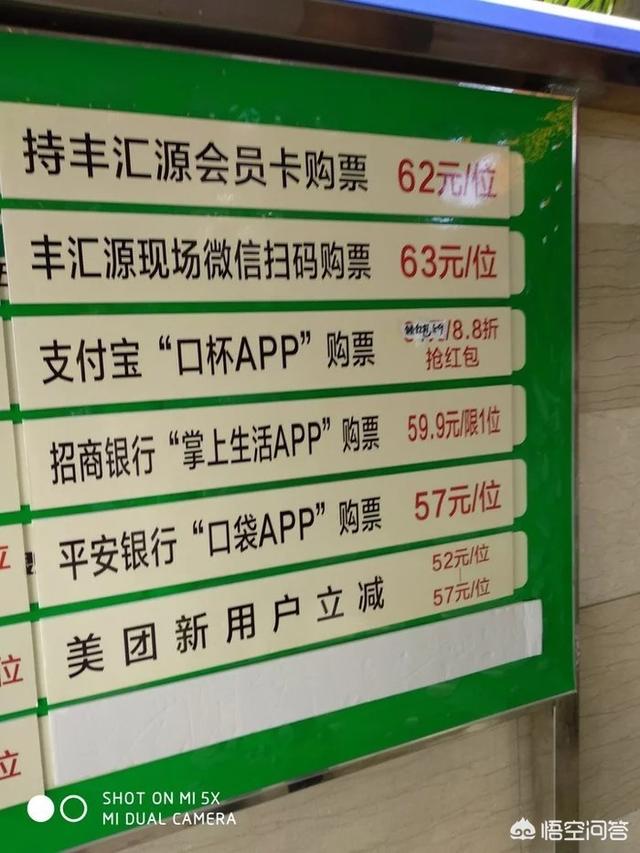 持丰汇源会员卡购票 62元/位
丰汇源现场微信扫码购票 63元/位
支付宝“口杯APP”购票 /8.8折
抢红包
招商银行“掌上生活APP”购票 59.9元/限1位
平安银行“口袋APP”购票 57元/位
美团新用户立减 52元/位
57元/位
位
位
位
SHOT ON MI 5X
MI DUAL CAMERA
悟空问答